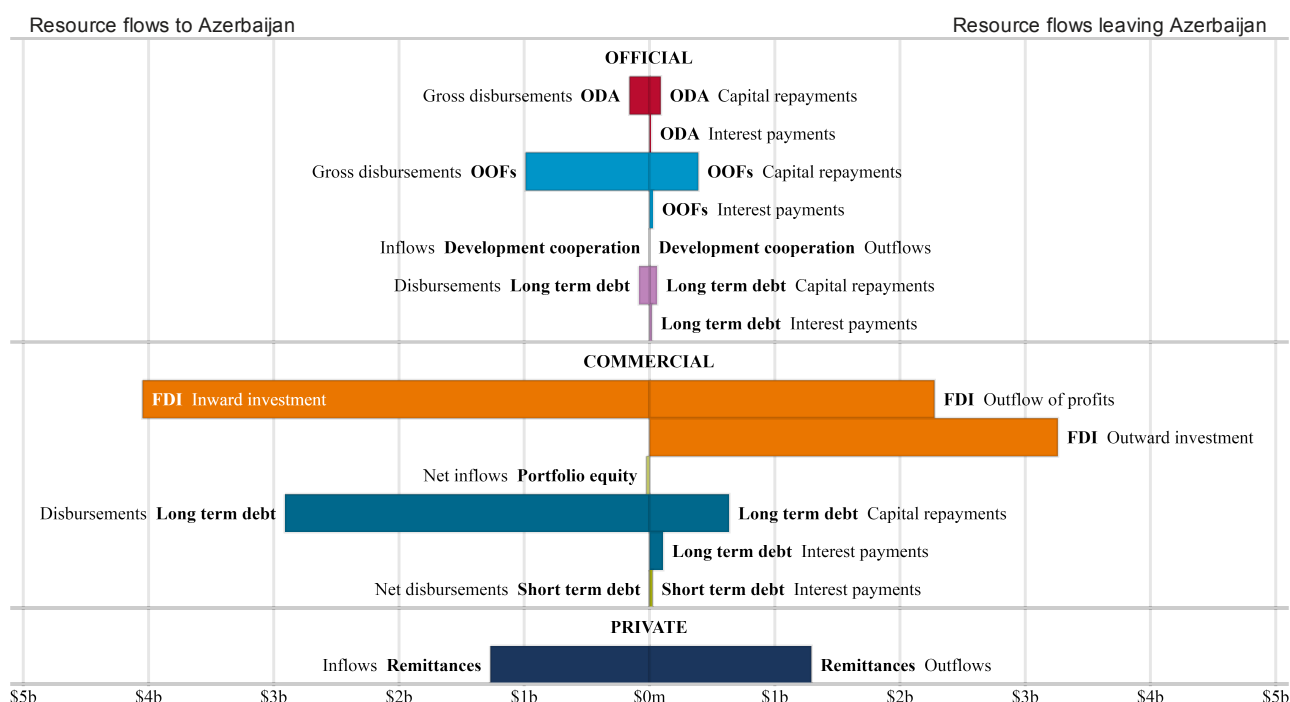 Resource flows to Azerbaijan Resource flows leaving Azerbaijan
OFFICIAL
Gross disbursements ODA ODA Capital repayments
ODA Interest payments
Gross disbursements OOFs OOFs Capital repayments
OOFs Interest payments
Inflows Development cooperation Development cooperation Outflows
Disbursements Long term debt Long term debt Capital repayments
Long term debt Interest payments
COMMERCIAL
FDI Inward investment FDI Outflow of profits
FDI Outward investment
Net inflows Portfolio equity
Disbursements Long term debt Long term debt Capital repayments
Long term debt Interest payments
Net disbursements Short term debt Short term debt Interest payments
PRIVATE
Inflows Remittances Remittances Outflows
$5b $4b $3b $2b $1b $0m $1b $2b $3b $4b $5b